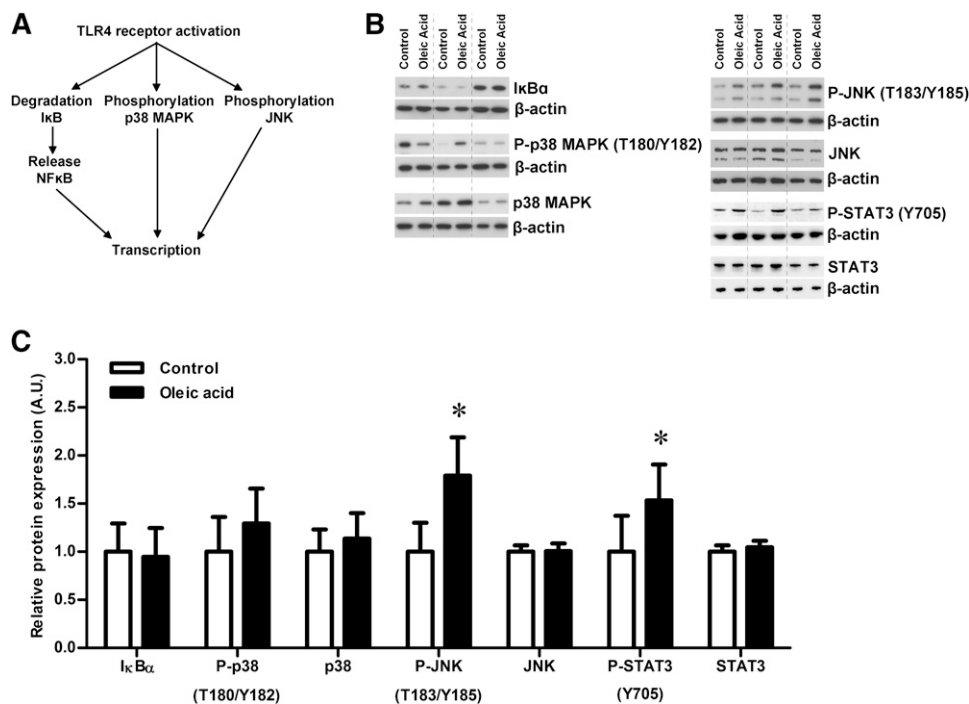 A
TLR4 receptor activation
Degradation
IκB
Phosphorylation
p38 MAPK
Phosphorylation
JNK
Release
NFκB
Transcription
B
Control
Oleic Acid
Control
Oleic Acid
Control
Oleic Acid
IκBα
β-actin
P-p38 MAPK (T180/Y182)
β-actin
p38 MAPK
β-actin
Control
Oleic Acid
Control
Oleic Acid
Control
Oleic Acid
P-JNK (T183/Y185)
β-actin
JNK
β-actin
P-STAT3 (Y705)
β-actin
STAT3
β-actin
C
Relative protein expression (A.U.)
3.0
2.5
2.0
1.5
1.0
0.5
0.0
Control
Oleic acid
*
*
IκBα
P-p38
p38
P-JNK
JNK
P-STAT3
STAT3
(T180/Y182)
(T183/Y185)
(Y705)